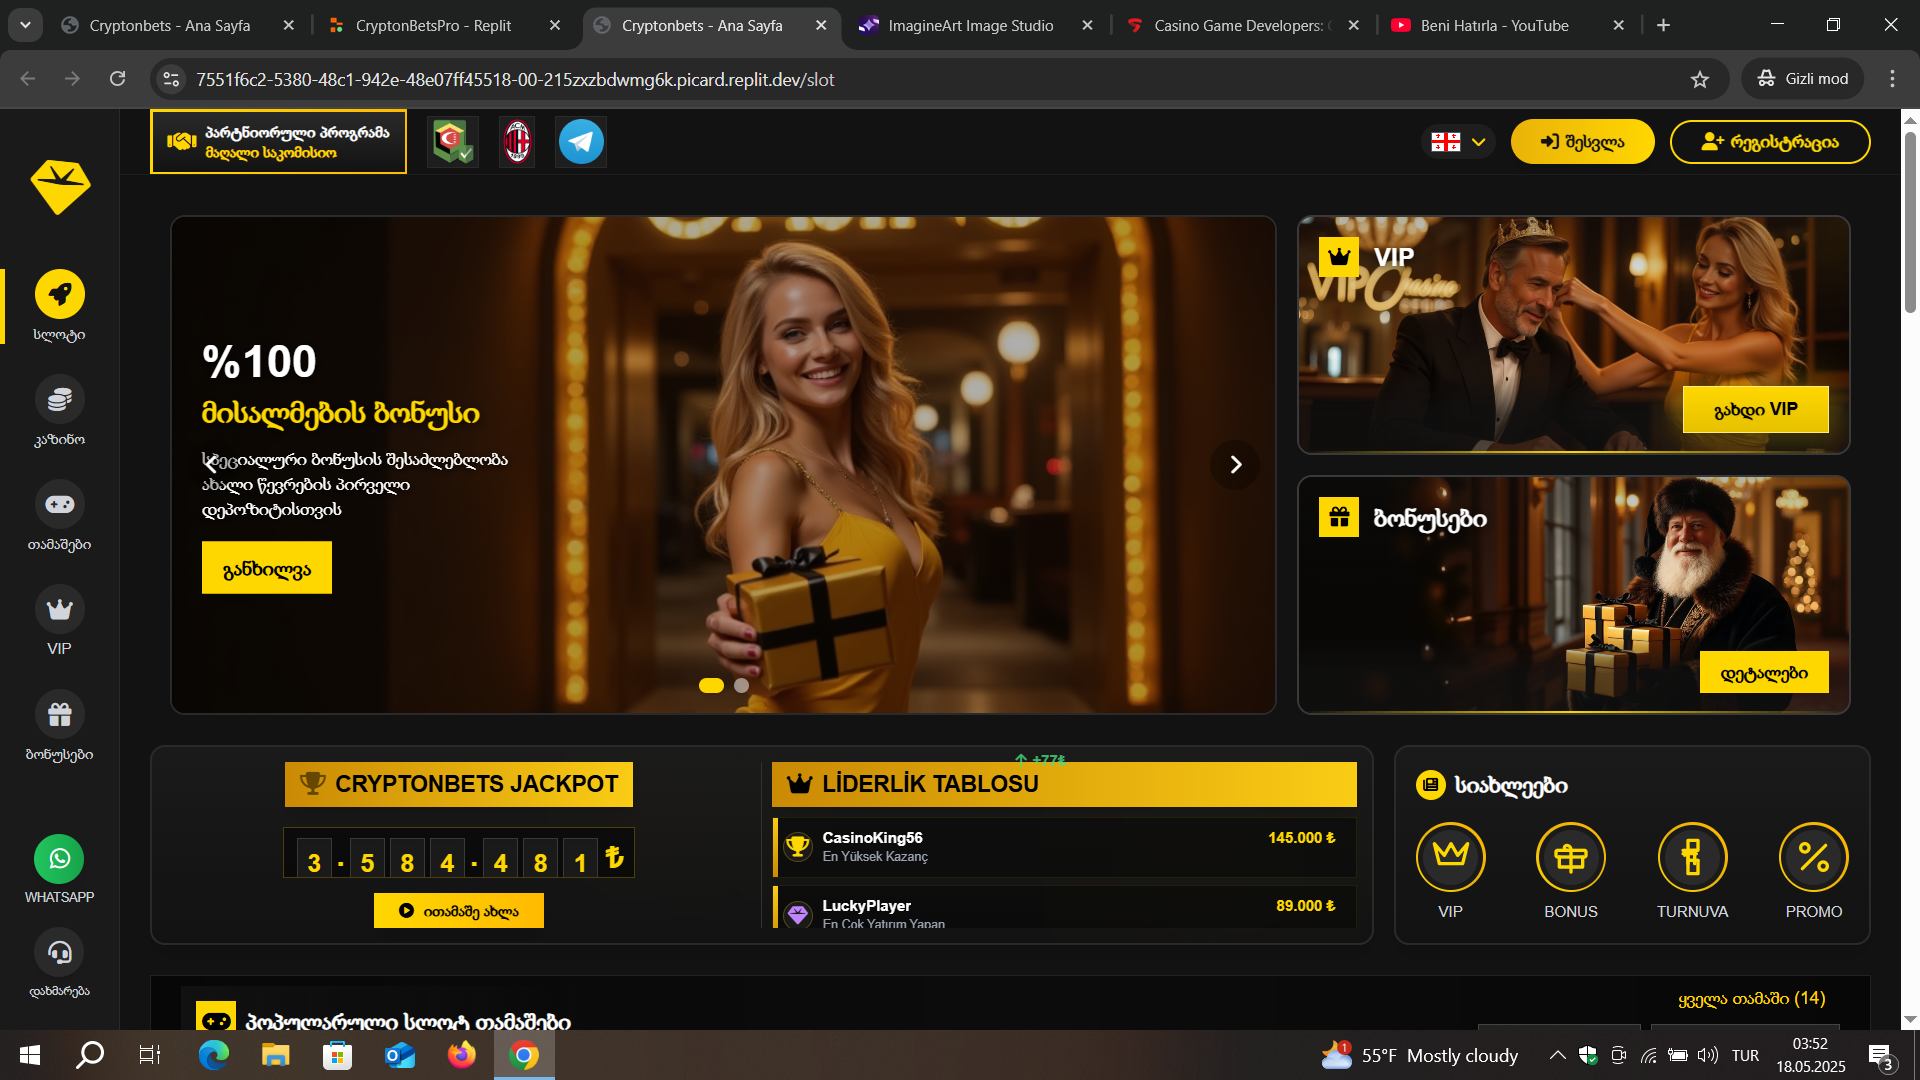 Cryptonbets - Ana Sayfa
CryptonBetsPro - Replit
Cryptonbets - Ana Sayfa
ImagineArt Image Studio
Casino Game Developers:
Beni Hatırla - YouTube
7551f6c2-5380-48c1-942e-48e07ff45518-00-215zxzbdwmg6k.picard.replit.dev/slot
Gizli mod
პარტნიორული პროგრამა
მაღალი საკომისიო
შესვლა
რეგისტრაცია
სლოტი
კაზინო
თამაშები
VIP
ბონუსები
WHATSAPP
დახმარება
%100
მისალმების ბონუსი
სპეციალური ბონუსის შესაძლებლობა
ახალი წევრების პირველი
დეპოზიტისთვის
განხილვა
VIP
VIP Casino
გახდი VIP
ბონუსები
დეტალები
CRYPTONBETS JACKPOT
3-584-481 ₺
ითამაშე ახლა
+77₺
LİDERLİK TABLOSU
CasinoKing56
145.000 ₺
En Yüksek Kazanç
LuckyPlayer
89.000 ₺
En Çok Yatırım Yapan
სიახლეები
VIP
BONUS
TURNUVA
PROMO
პოპულარული სლოტ თამაშები
ყველა თამაში (14)
1
55°F Mostly cloudy
TUR
03:52
18.05.2025
3